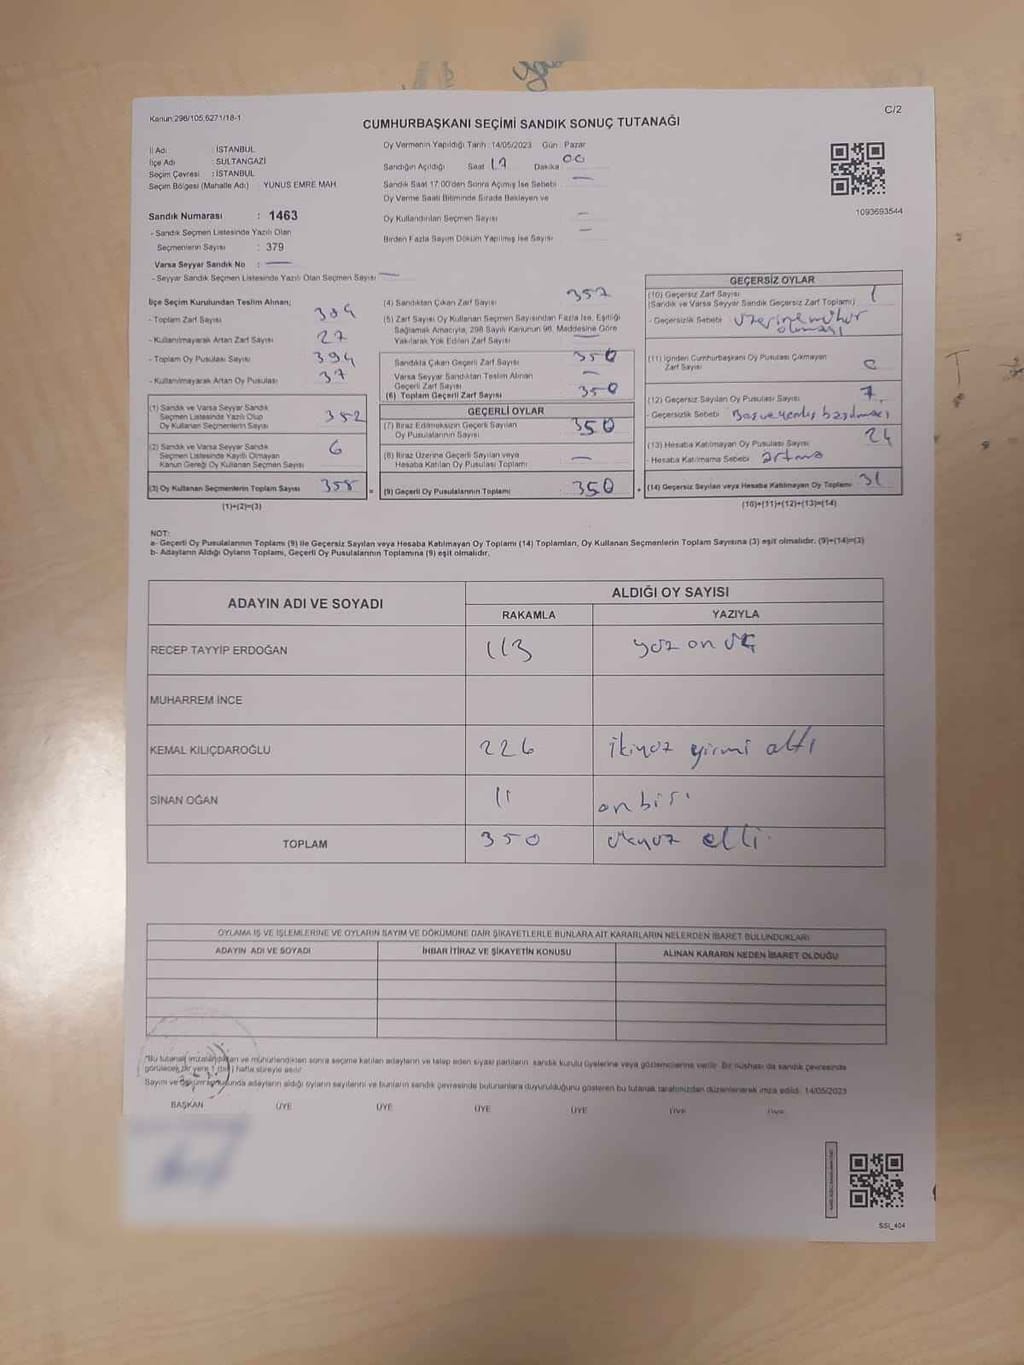 Kanun:298/105,6271/18-1
C/2
CUMHURBAŞKANI SEÇİMİ SANDIK SONUÇ TUTANAĞI
İl Adı : İSTANBUL
İlçe Adı : SULTANGAZİ
Seçim Çevresi : İSTANBUL
Seçim Bölgesi (Mahalle Adı) YUNUS EMRE MAH.
Sandık Numarası : 1463
- Sandık Seçmen Listesinde Yazılı Olan
Seçmenlerin Sayısı : 379
Varsa Seyyar Sandık No : —
- Seyyar Sandık Seçmen Listesinde Yazılı Olan Seçmen Sayısı —
Oy Vermenin Yapıldığı Tarih : 14/05/2023 Gün : Pazar
Sandığın Açıldığı Saat 17 Dakika 00
Sandık Saat 17:00'den Sonra Açılmış İse Sebebi —
Oy Verme Saati Bitiminde Sırada Bekleyen ve
Oy Kullandırılan Seçmen Sayısı —
Birden Fazla Sayım Döküm Yapılmış İse Sayısı —
1093693544
İlçe Seçim Kurulundan Teslim Alınan;
- Toplam Zarf Sayısı 384
- Kullanılmayarak Artan Zarf Sayısı 27
- Toplam Oy Pusulası Sayısı 394
- Kullanılmayarak Artan Oy Pusulası 37
(1) Sandık ve Varsa Seyyar Sandık
Seçmen Listesinde Yazılı Olup
Oy Kullanan Seçmenlerin Sayısı 352
(2) Sandık ve Varsa Seyyar Sandık
Seçmen Listesinde Kayıtlı Olmayan
Kanun Gereği Oy Kullanan Seçmen Sayısı 6
(3) Oy Kullanan Seçmenlerin Toplam Sayısı 358 =
(1)+(2)=(3)
(4) Sandıktan Çıkan Zarf Sayısı 357
(5) Zarf Sayısı Oy Kullanan Seçmen Sayısından Fazla İse, Eşitliği
Sağlamak Amacıyla, 298 Sayılı Kanunun 98. Maddesine Göre
Yakılarak Yok Edilen Zarf Sayısı —
Sandıkta Çıkan Geçerli Zarf Sayısı 350
Varsa Seyyar Sandıktan Teslim Alınan
Geçerli Zarf Sayısı —
(6) Toplam Geçerli Zarf Sayısı 350
GEÇERLİ OYLAR
(7) İtiraz Edilmeksizin Geçerli Sayılan
Oy Pusulalarının Sayısı 350
(8) İtiraz Üzerine Geçerli Sayılan veya
Hesaba Katılan Oy Pusulası Toplamı —
(9) Geçerli Oy Pusulalarının Toplamı : 350 +
GEÇERSİZ OYLAR
(10) Geçersiz Zarf Sayısı
(Sandık ve Varsa Seyyar Sandık Geçersiz Zarf Toplamı) 1
- Geçersizlik Sebebi üzerine mühür
olmayı
(11) İçinden Cumhurbaşkanı Oy Pusulası Çıkmayan
Zarf Sayısı 0
(12) Geçersiz Sayılan Oy Pusulası Sayısı 7
- Geçersizlik Sebebi
(13) Hesaba Katılmayan Oy Pusulası Sayısı 24
- Hesaba Katılmama Sebebi artma
(14) Geçersiz Sayılan veya Hesaba Katılmayan Oy Toplamı 31
(10)+(11)+(12)+(13)=(14)
NOT:
a- Geçerli Oy Pusulalarının Toplamı (9) ile Geçersiz Sayılan veya Hesaba Katılmayan Oy Toplamı (14) Toplamları, Oy Kullanan Seçmenlerin Toplam Sayısına (3) eşit olmalıdır. (9)+(14)=(3)
b- Adayların Aldığı Oyların Toplamı, Geçerli Oy Pusulalarının Toplamına (9) eşit olmalıdır.
ADAYIN ADI VE SOYADI ALDIĞI OY SAYISI
RAKAMLA YAZIYLA
RECEP TAYYİP ERDOĞAN 113 yüz on üç
MUHARREM İNCE
KEMAL KILIÇDAROĞLU 226 ikiyüz yirmi altı
SİNAN OĞAN 11 on bir
TOPLAM 350 üçyüz elli
OYLAMA İŞ VE İŞLEMLERİNE VE OYLARIN SAYIM VE DÖKÜMÜNE DAİR ŞİKAYETLERLE BUNLARA AİT KARARLARIN NELERDEN İBARET BULUNDUKLARI
ADAYIN ADI VE SOYADI İHBAR İTİRAZ VE ŞİKAYETİN KONUSU ALINAN KARARIN NEDEN İBARET OLDUĞU
"Bu tutanak imzalandıktan ve mühürlendikten sonra seçime katılan adayların ve talep eden siyasi partilerin sandık kurulu üyelerine veya gözlemcilerine verilir. Bir nüshası da sandık çevresinde
görülecek bir yere 1 (bir) hafta süreyle asılır.
Sayım ve döküm sonunda adayların aldığı oyların sayılarını ve bunların sandık çevresinde bulunanlara duyurulduğunu gösteren bu tutanak tarafımızdan düzenlenerek imza edildi. 14/05/2023
BAŞKAN ÜYE ÜYE ÜYE ÜYE ÜYE ÜYE
SSI_404